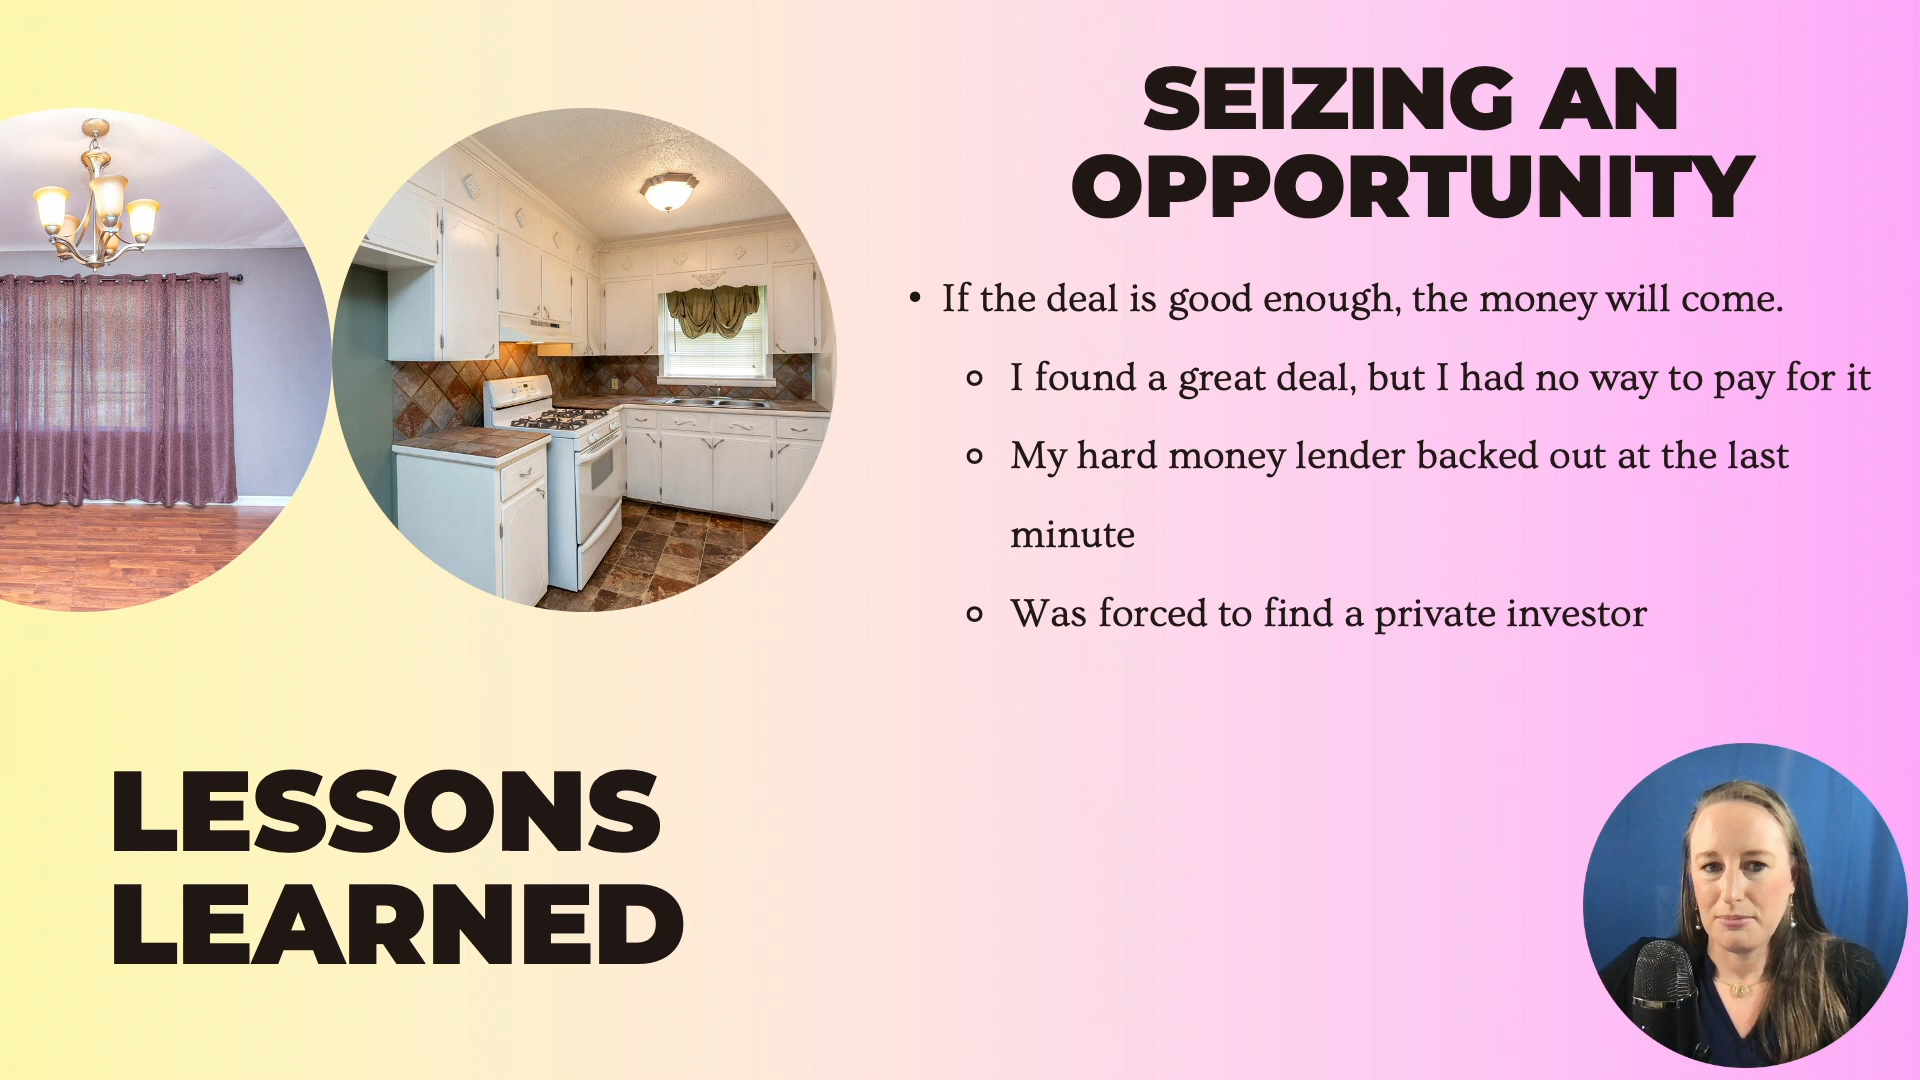 SEIZING AN
OPPORTUNITY
• If the deal is good enough, the money will come.
○ I found a great deal, but I had no way to pay for it
○ My hard money lender backed out at the last
minute
○ Was forced to find a private investor
LESSONS
LEARNED